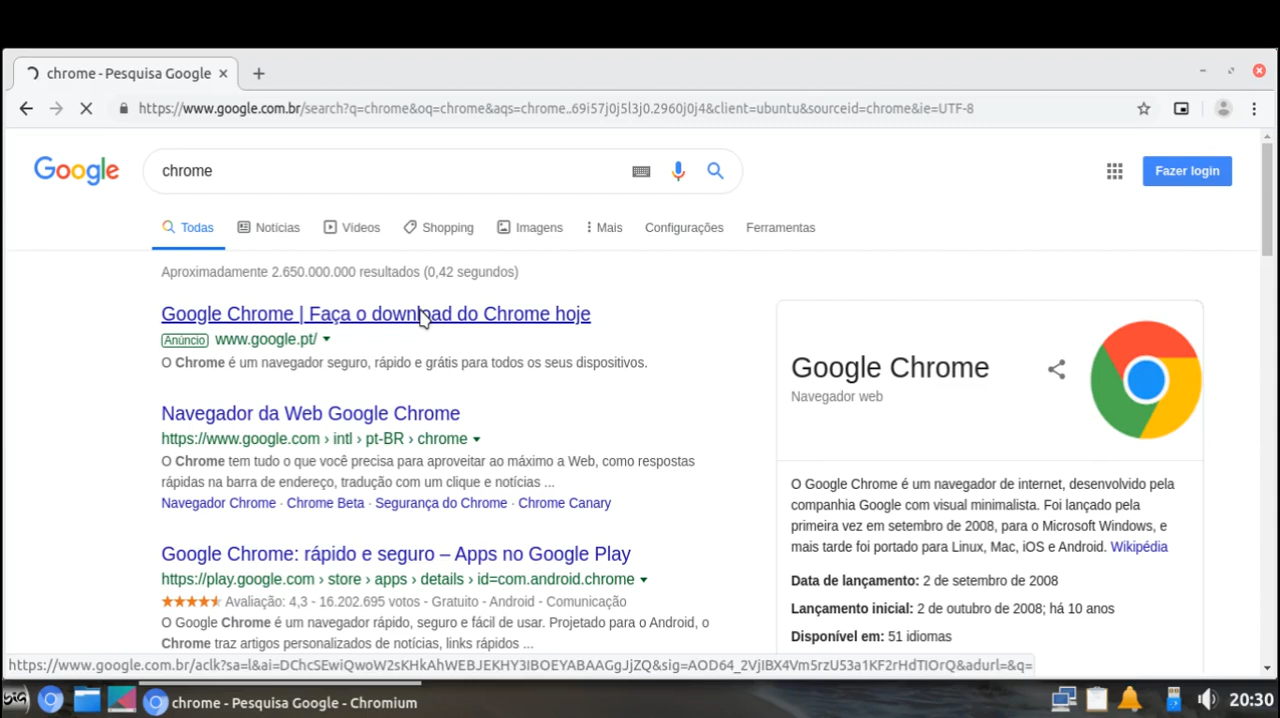 chrome - Pesquisa Google
https://www.google.com.br/search?q=chrome&oq=chrome&aqs=chrome..69i57j0j5l3j0.2960j0j4&client=ubuntu&sourceid=chrome&ie=UTF-8
Google
chrome
Fazer login
Todas Notícias Vídeos Shopping Imagens Mais Configurações Ferramentas
Aproximadamente 2.650.000.000 resultados (0,42 segundos)
Google Chrome | Faça o download do Chrome hoje
Anúncio www.google.pt/
O Chrome é um navegador seguro, rápido e grátis para todos os seus dispositivos.
Navegador da Web Google Chrome
https://www.google.com › intl › pt-BR › chrome
O Chrome tem tudo o que você precisa para aproveitar ao máximo a Web, como respostas
rápidas na barra de endereço, tradução com um clique e notícias ...
Navegador Chrome · Chrome Beta · Segurança do Chrome · Chrome Canary
Google Chrome: rápido e seguro – Apps no Google Play
https://play.google.com › store › apps › details › id=com.android.chrome
Avaliação: 4,3 - 16.202.695 votos - Gratuito - Android - Comunicação
O Google Chrome é um navegador rápido, seguro e fácil de usar. Projetado para o Android, o
Chrome traz artigos personalizados de notícias, links rápidos ...
Google Chrome
Navegador web
O Google Chrome é um navegador de internet, desenvolvido pela
companhia Google com visual minimalista. Foi lançado pela
primeira vez em setembro de 2008, para o Microsoft Windows, e
mais tarde foi portado para Linux, Mac, iOS e Android. Wikipédia
Data de lançamento: 2 de setembro de 2008
Lançamento inicial: 2 de outubro de 2008; há 10 anos
Disponível em: 51 idiomas
https://www.google.com.br/aclk?sa=l&ai=DChcSEwiQwoW2sKHkAhWEBJEKHY3IBOEYABAAGgJjZQ&sig=AOD64_2VjIBX4Vm5rzU53a1KF2rHdTIOrQ&adurl=&q=
big
chrome - Pesquisa Google - Chromium
20:30